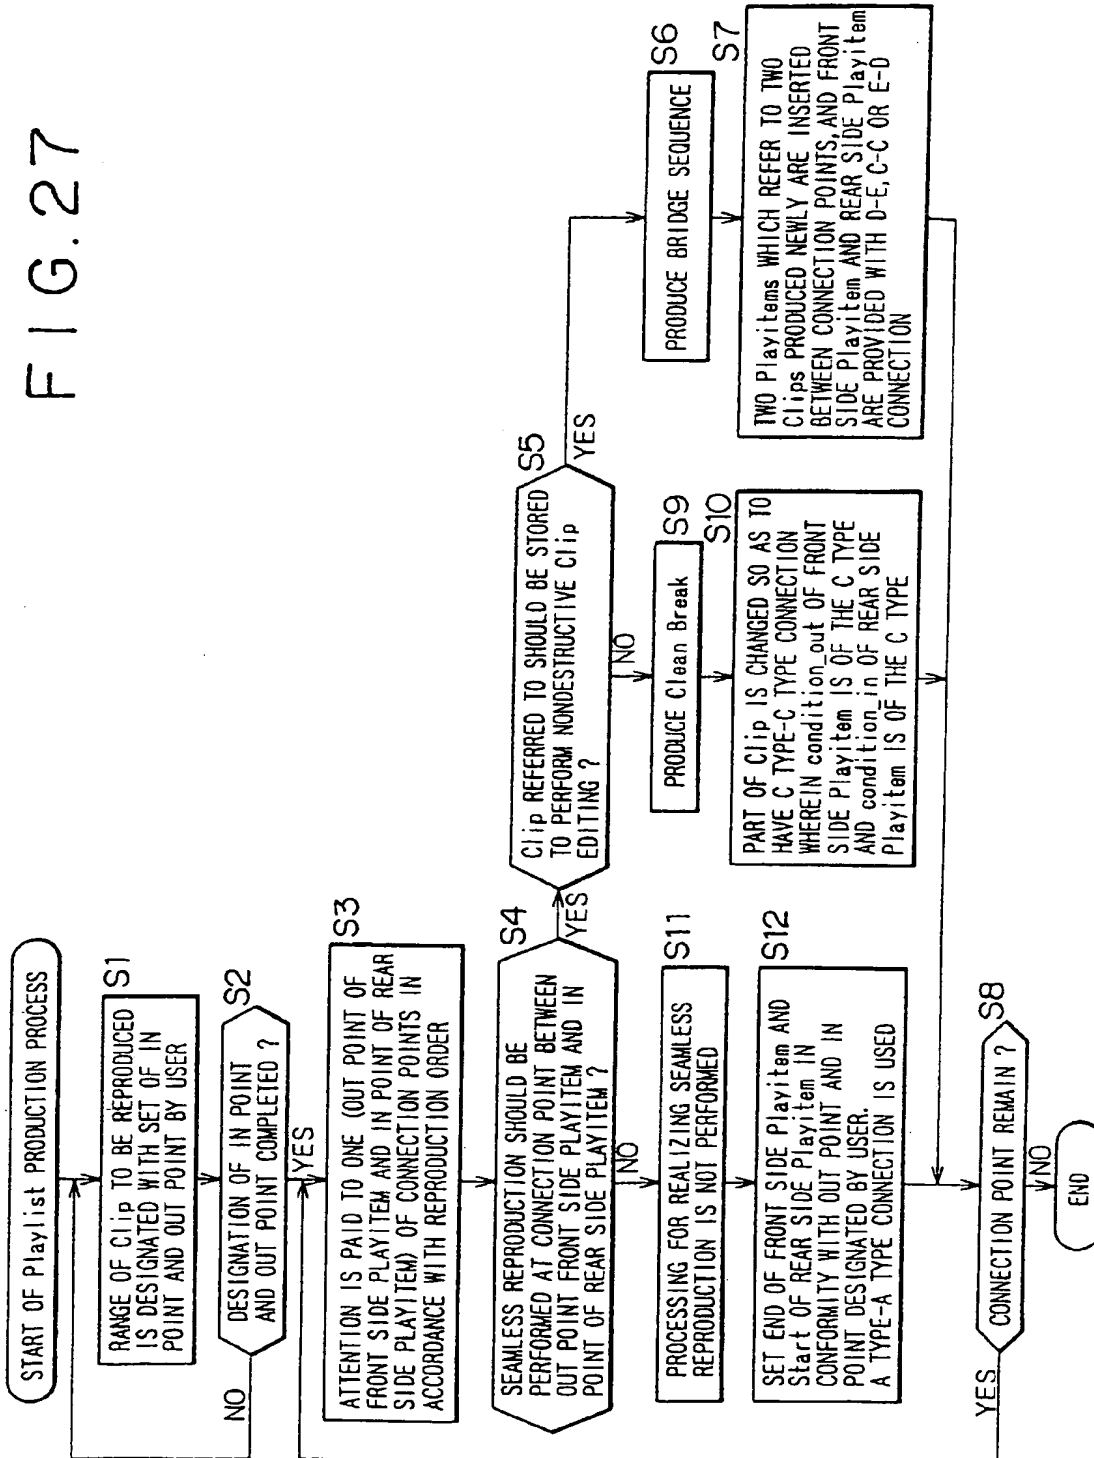 FIG.27
START OF Playlist PRODUCTION PROCESS
S1
RANGE OF Clip TO BE REPRODUCED
IS DESIGNATED WITH SET OF IN
POINT AND OUT POINT BY USER
S2
DESIGNATION OF IN POINT
AND OUT POINT COMPLETED ?
NO
YES
S3
ATTENTION IS PAID TO ONE (OUT POINT OF
FRONT SIDE PLAYITEM AND IN POINT OF REAR
SIDE PLAYITEM) OF CONNECTION POINTS IN
ACCORDANCE WITH REPRODUCTION ORDER
S4
SEAMLESS REPRODUCTION SHOULD BE
PERFORMED AT CONNECTION POINT BETWEEN
OUT POINT FRONT SIDE PLAYITEM AND IN
POINT OF REAR SIDE PLAYITEM ?
YES
NO
S5
Clip REFERRED TO SHOULD BE STORED
TO PERFORM NONDESTRUCTIVE Clip
EDITING ?
YES
NO
S6
PRODUCE BRIDGE SEQUENCE
S7
TWO Playitems WHICH REFER TO TWO
Clips PRODUCED NEWLY ARE INSERTED
BETWEEN CONNECTION POINTS, AND FRONT
SIDE Playitem AND REAR SIDE Playitem
ARE PROVIDED WITH D-E, C-C OR E-D
CONNECTION
S9
PRODUCE Clean Break
S10
PART OF Clip IS CHANGED SO AS TO
HAVE C TYPE-C TYPE CONNECTION
WHEREIN condition_out OF FRONT
SIDE Playitem IS OF THE C TYPE
AND condition_in OF REAR SIDE
Playitem IS OF THE C TYPE
S11
PROCESSING FOR REALIZING SEAMLESS
REPRODUCTION IS NOT PERFORMED
S12
SET END OF FRONT SIDE Playitem AND
Start OF REAR SIDE Playitem IN
CONFORMITY WITH OUT POINT AND IN
POINT DESIGNATED BY USER.
A TYPE-A TYPE CONNECTION IS USED
S8
CONNECTION POINT REMAIN ?
YES
NO
END